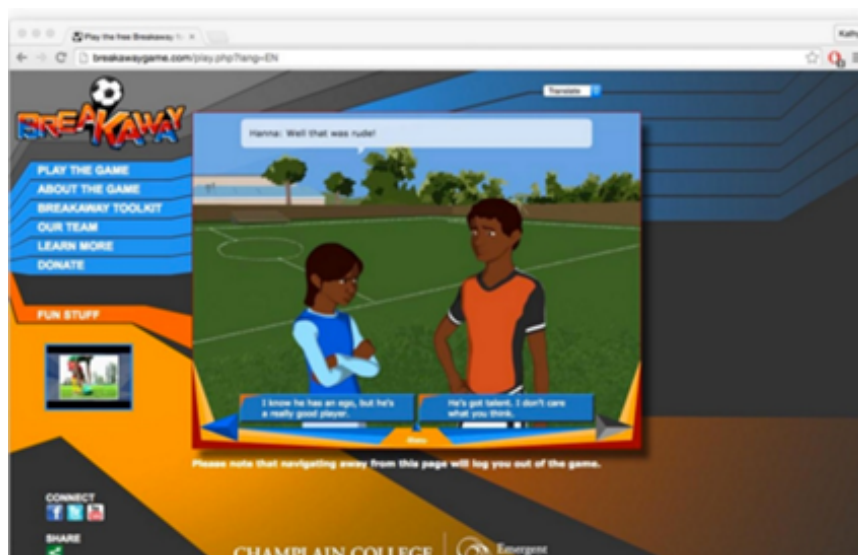 Play the free Breakaway
Kathy
breakawaygame.com/play.php?lang=EN
BREAKAWAY
Translate
Hanna: Well that was rude!
PLAY THE GAME
ABOUT THE GAME
BREAKAWAY TOOLKIT
OUR TEAM
LEARN MORE
DONATE
FUN STUFF
I know he has an ego, but he's
a really good player.
He's got talent. I don't care
what you think.
Menu
Please note that navigating away from this page will log you out of the game.
CONNECT
SHARE
CHAMPLAIN COLLEGE
Emergent